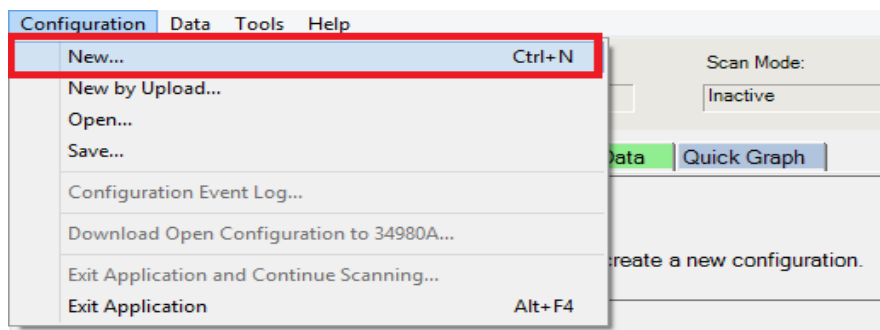 Configuration Data Tools Help
New... Ctrl+N
Scan Mode:
New by Upload...
Inactive
Open...
Save...
Data Quick Graph
Configuration Event Log...
Download Open Configuration to 34980A...
create a new configuration.
Exit Application and Continue Scanning...
Exit Application Alt+F4